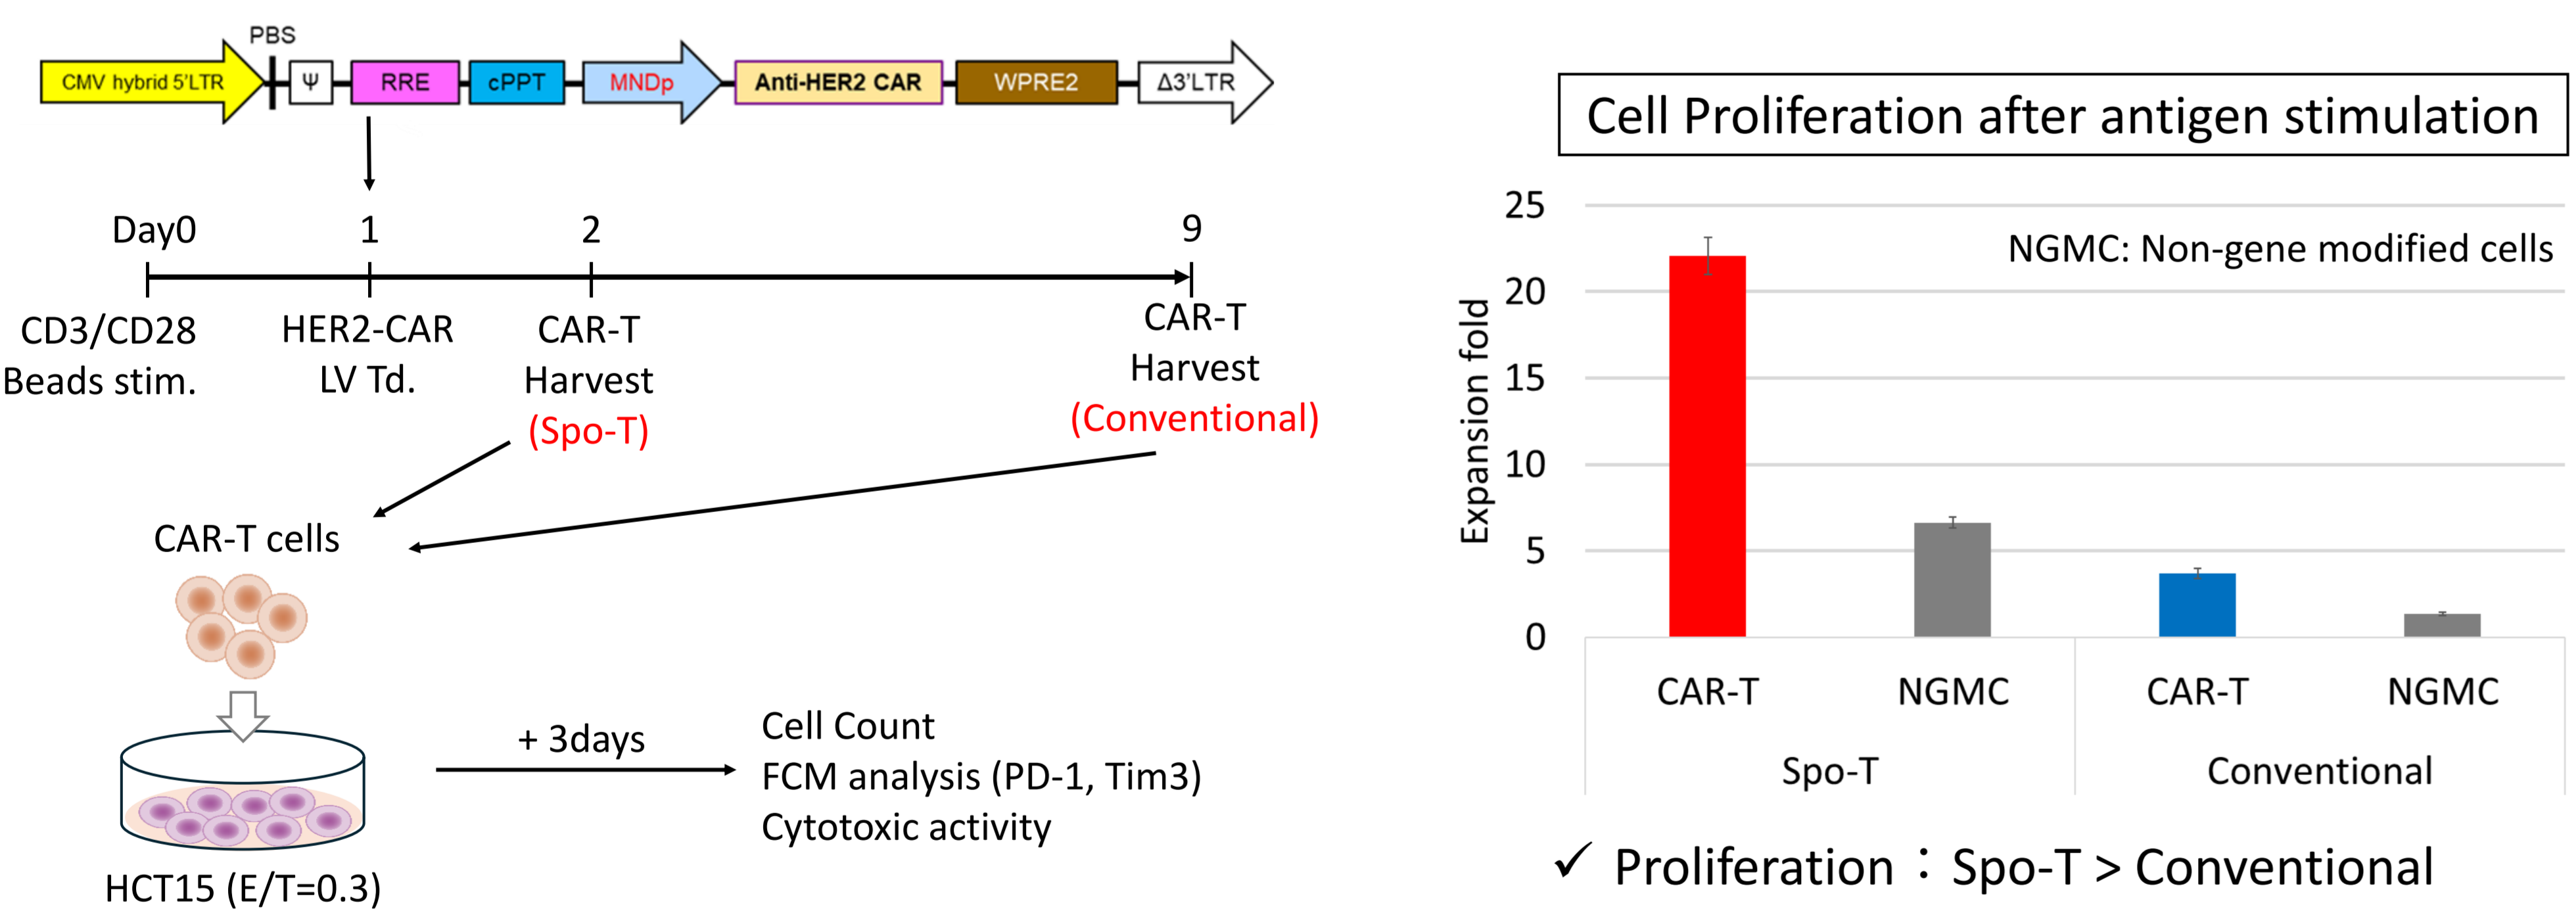 PBS
CMV hybrid 5'LTR
Ψ
RRE
cPPT
MNDp
Anti-HER2 CAR
WPRE2
Δ3'LTR
Day0
1
2
9
CD3/CD28
Beads stim.
HER2-CAR
LV Td.
CAR-T
Harvest
(Spo-T)
CAR-T
Harvest
(Conventional)
CAR-T cells
HCT15 (E/T=0.3)
+ 3days
Cell Count
FCM analysis (PD-1, Tim3)
Cytotoxic activity
Cell Proliferation after antigen stimulation
NGMC: Non-gene modified cells
Expansion fold
25
20
15
10
5
0
CAR-T
NGMC
CAR-T
NGMC
Spo-T
Conventional
✓ Proliferation：Spo-T > Conventional